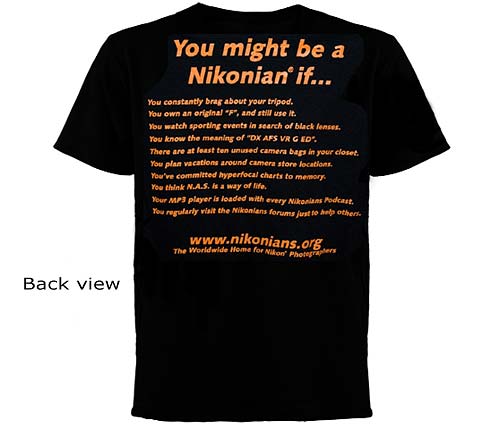 You might be a
Nikonian® if...
You constantly brag about your tripod.
You own an original "F", and still use it.
You watch sporting events in search of black lenses.
You know the meaning of "DX AFS VR G ED".
There are at least ten unused camera bags in your closet.
You plan vacations around camera store locations.
You've committed hyperfocal charts to memory.
You think N.A.S. is a way of life.
Your MP3 player is loaded with every Nikonians Podcast.
You regularly visit the Nikonians forums just to help others.
www.nikonians.org
The Worldwide Home for Nikon® Photographers
Back view